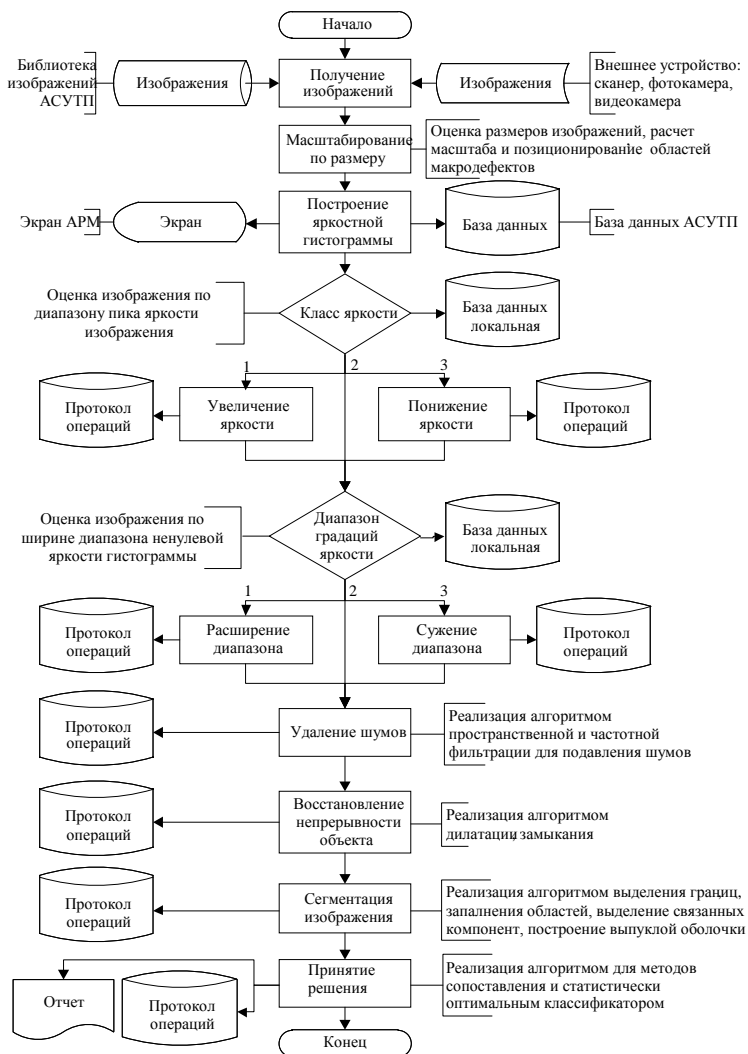 Начало
Библиотека
изображений
АСУТП
Изображения
Получение
изображений
Изображения
Внешнее устройство:
сканер, фотокамера,
видеокамера
Масштабирование
по размеру
Оценка размеров изображений, расчет
масштаба и позиционирование областей
макродефектов
Экран АРМ
Экран
Построение
яркостной
гистограммы
База данных
База данных АСУТП
Оценка изображения по
диапазону пика яркости
изображения
Класс яркости
База данных
локальная
1
2
3
Протокол
операций
Увеличение
яркости
Понижение
яркости
Протокол
операций
Оценка изображения по
ширине диапазона ненулевой
яркости гистограммы
Диапазон
градаций
яркости
База данных
локальная
1
2
3
Протокол
операций
Расширение
диапазона
Сужение
диапазона
Протокол
операций
Протокол
операций
Удаление шумов
Реализация алгоритмом
пространственной и частотной
фильтрации для подавления шумов
Протокол
операций
Восстановление
непрерывности
объекта
Реализация алгоритмом
дилатации, замыкания
Протокол
операций
Сегментация
изображения
Реализация алгоритмом выделения границ,
запалнения областей, выделение связанных
компонент, построение выпуклой оболочки
Отчет
Протокол
операций
Принятие
решения
Реализация алгоритмом для методов
сопоставления и статистически
оптимальным классификатором
Конец